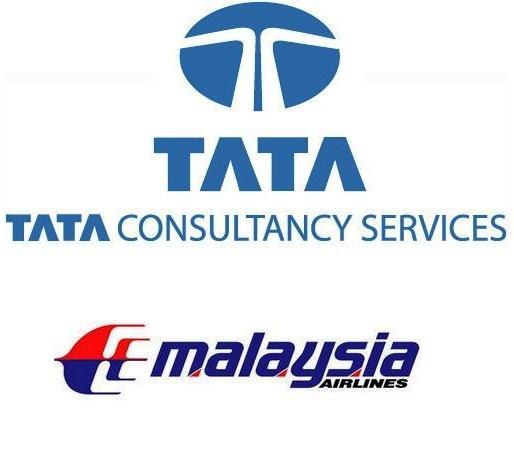 TATA
TATA CONSULTANCY SERVICES
malaysia
AIRLINES